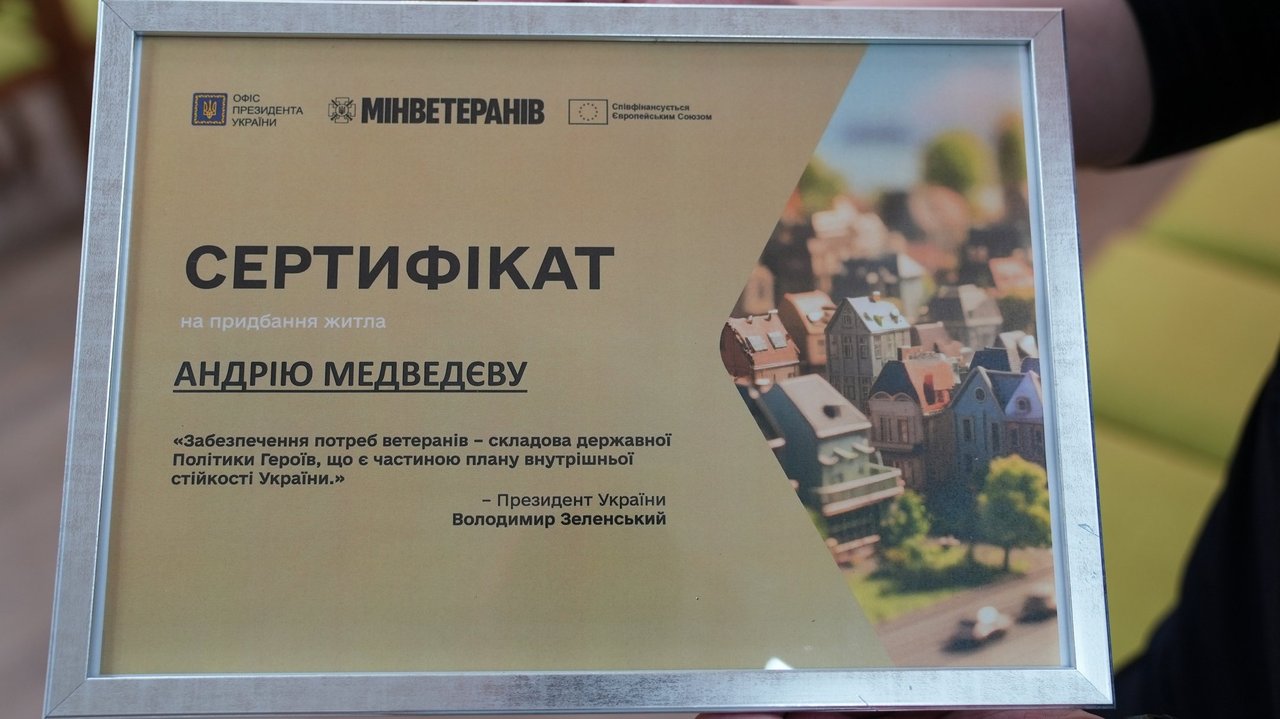 ОФІС
ПРЕЗИДЕНТА
УКРАЇНИ
МІНВЕТЕРАНІВ
Співфінансується
Європейським Союзом
СЕРТИФІКАТ
на придбання житла
АНДРІЮ МЕДВЕДЄВУ
«Забезпечення потреб ветеранів – складова державної
Політики Героїв, що є частиною плану внутрішньої
стійкості України.»
– Президент України
Володимир Зеленський